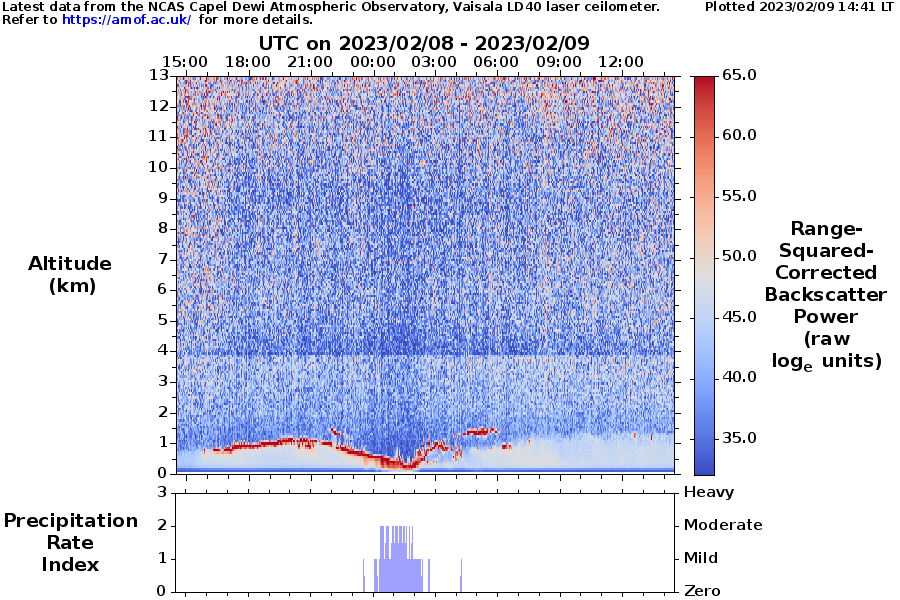 Latest data from the NCAS Capel Dewi Atmospheric Observatory, Vaisala LD40 laser ceilometer. Plotted 2023/02/09 14:41 LT
Refer to https://amof.ac.uk/ for more details.
UTC on 2023/02/08 - 2023/02/09
15:00 18:00 21:00 00:00 03:00 06:00 09:00 12:00
13
12
11
10
9
8
7
6
5
4
3
2
1
0
Altitude
(km)
65.0
60.0
55.0
50.0
45.0
40.0
35.0
Range-
Squared-
Corrected
Backscatter
Power
(raw
logₑ units)
3
2
1
0
Precipitation
Rate
Index
Heavy
Moderate
Mild
Zero